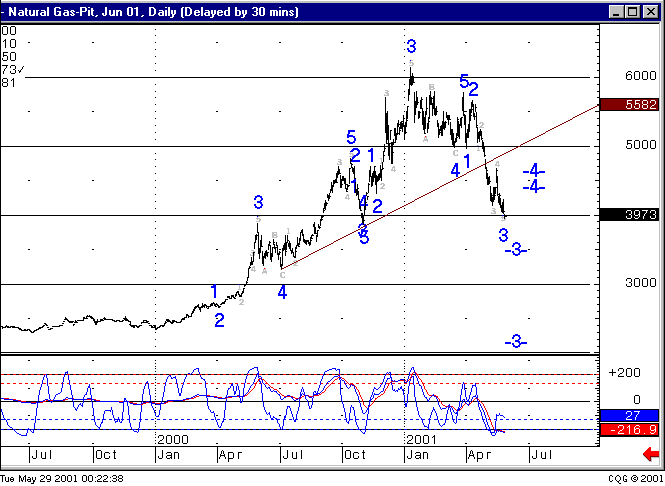 - Natural Gas-Pit, Jun 01, Daily (Delayed by 30 mins)
00
10
50
73✓
81
3
5
6000
5582
5 2
5000
5
2 1
4 1
-4-
-4-
1 4
2
3
3973
5
4
3
-3-
3000
1
2
-3-
+200
0
27
-216.9
2000
2001
Jul
Oct
Jan
Apr
Jul
Oct
Jan
Apr
Jul
Tue May 29 2001 00:22:38
CQG © 2001